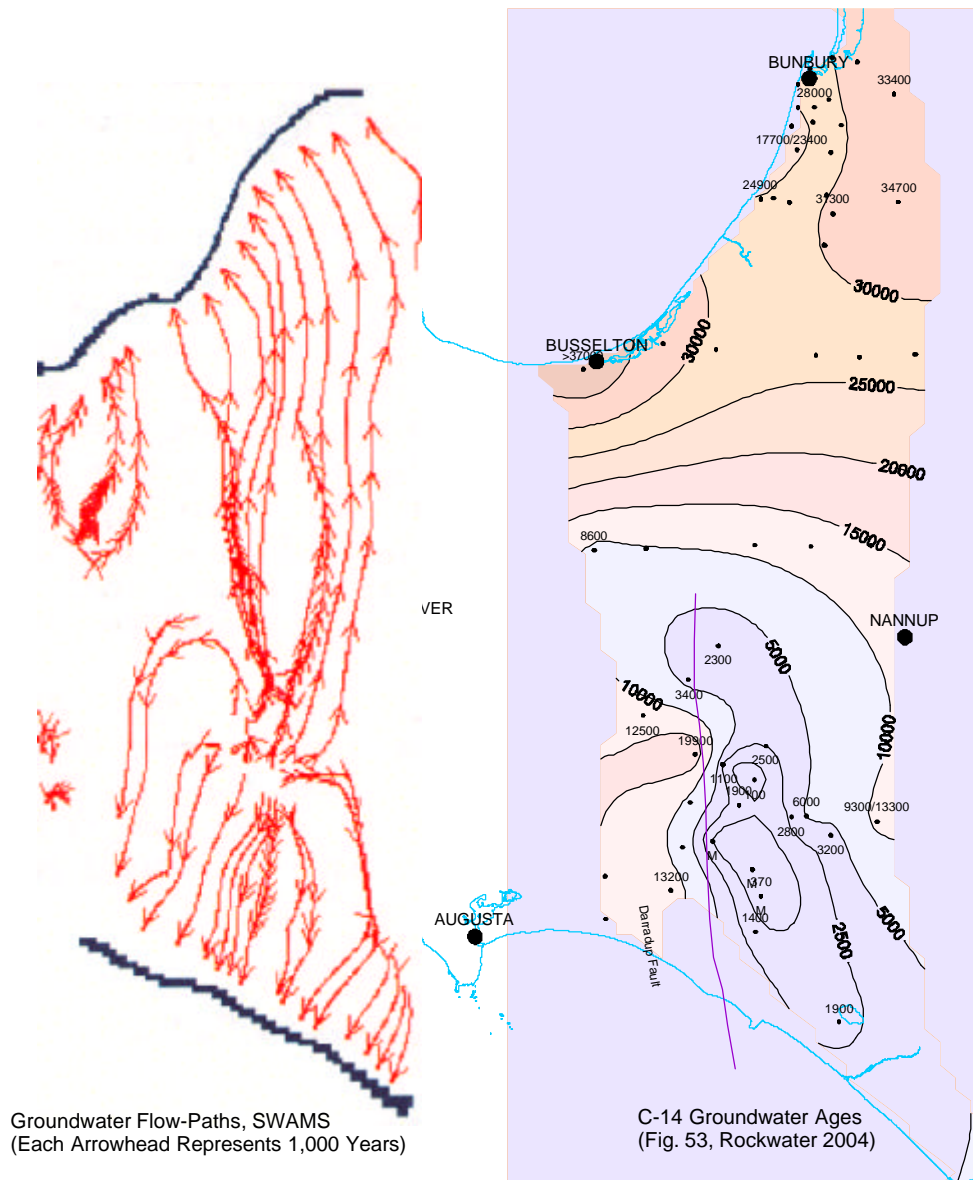 BUNBURY
33400
28000
17700/23400
24900
31300
34700
30000
30000
BUSSELTON
>37000
25000
20000
15000
8600
VER
NANNUP
5000
2300
3400
10000
12500
10000
19900
2500
1100
1900
100
6000
9300/13300
2800
3200
M
370
M
13200
M
1400
AUGUSTA
5000
2500
Darradup Fault
1900
Groundwater Flow-Paths, SWAMS
(Each Arrowhead Represents 1,000 Years)
C-14 Groundwater Ages
(Fig. 53, Rockwater 2004)